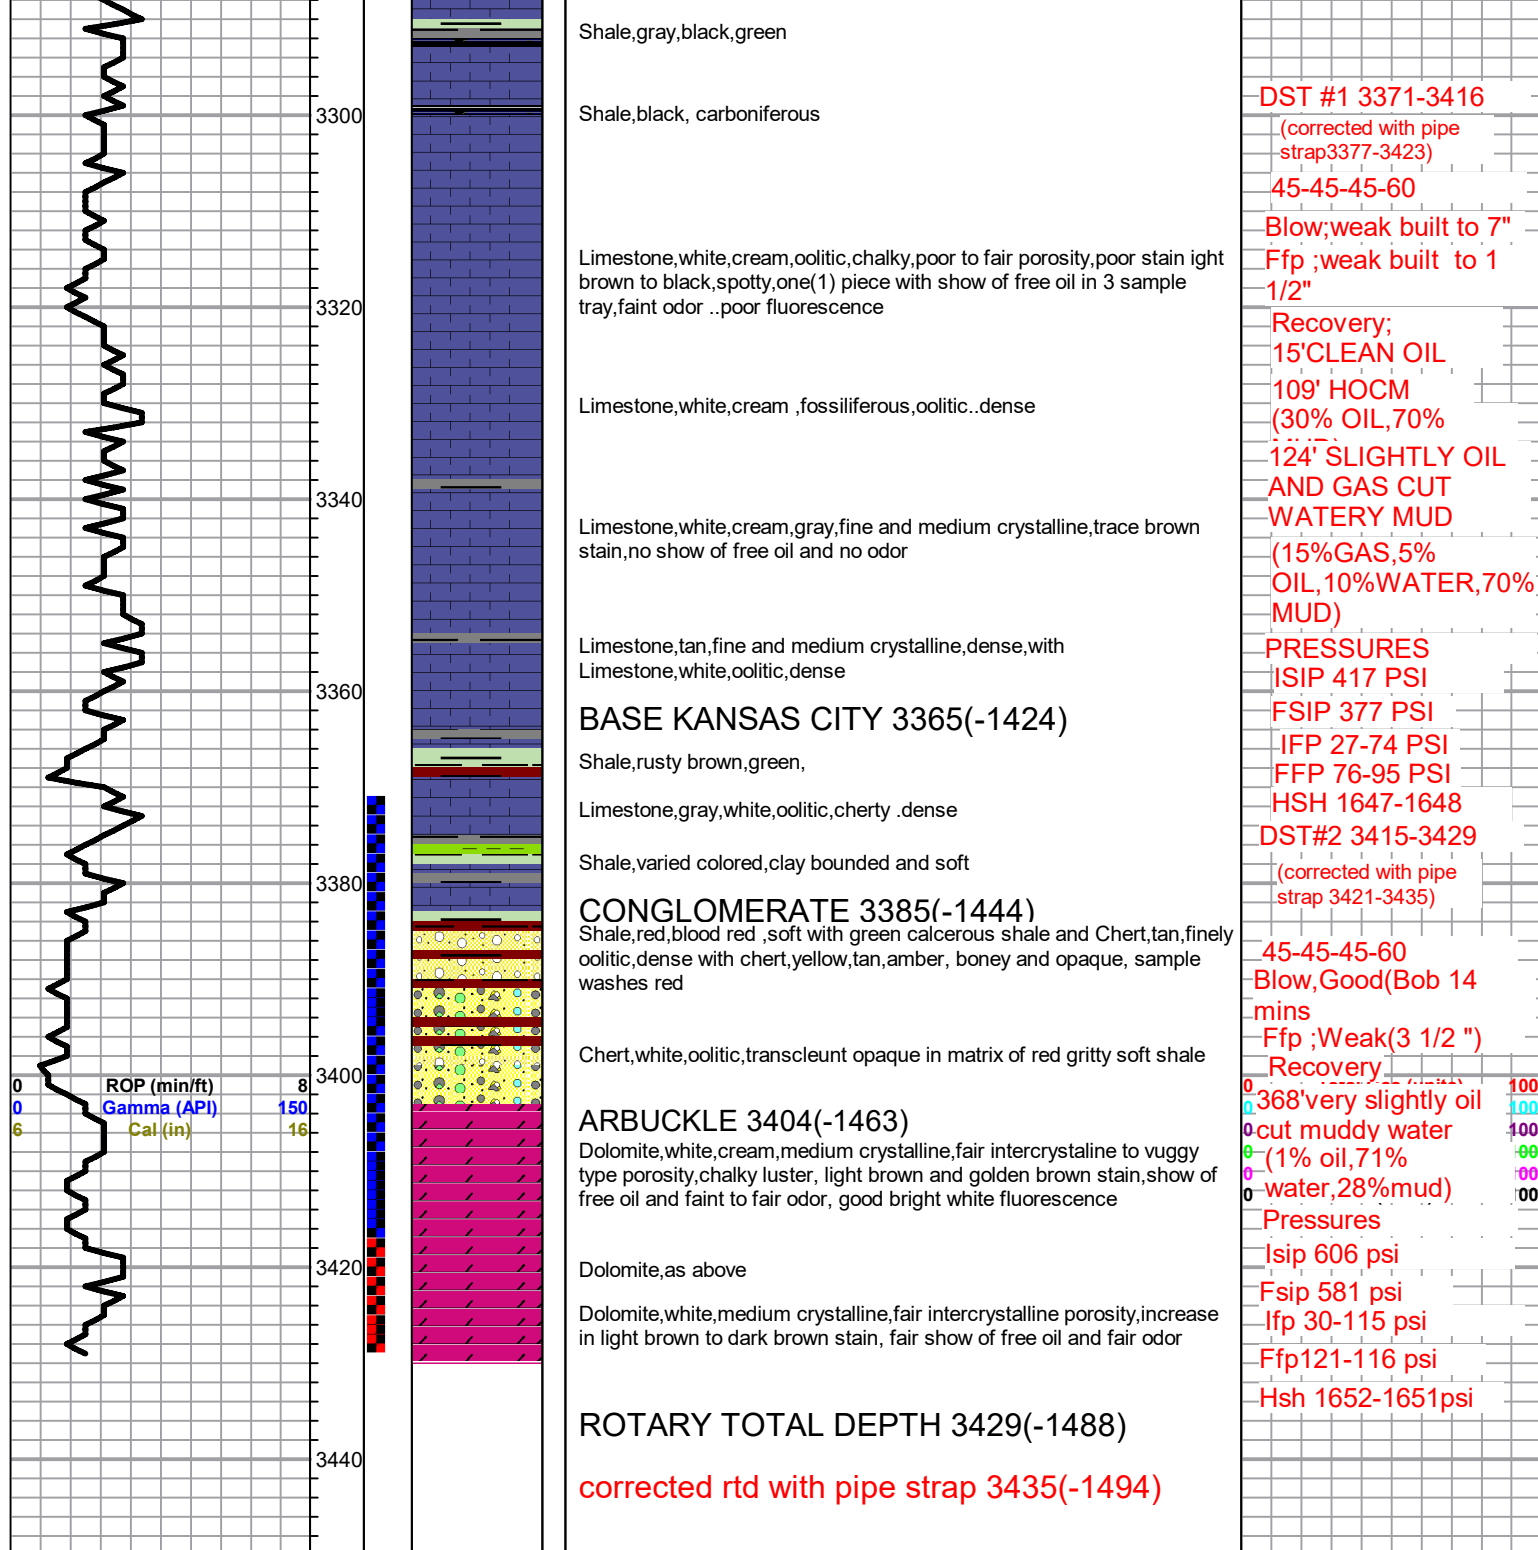 Shale,gray,black,green
3300
Shale,black, carboniferous
Limestone,white,cream,oolitic,chalky,poor to fair porosity,poor stain ight
brown to black,spotty,one(1) piece with show of free oil in 3 sample
tray,faint odor ..poor fluorescence
3320
Limestone,white,cream ,fossiliferous,oolitic..dense
3340
Limestone,white,cream,gray,fine and medium crystalline,trace brown
stain,no show of free oil and no odor
Limestone,tan,fine and medium crystalline,dense,with
Limestone,white,oolitic,dense
3360
BASE KANSAS CITY 3365(-1424)
Shale,rusty brown,green,
Limestone,gray,white,oolitic,cherty .dense
Shale,varied colored,clay bounded and soft
3380
CONGLOMERATE 3385(-1444)
Shale,red,blood red ,soft with green calcerous shale and Chert,tan,finely
oolitic,dense with chert,yellow,tan,amber, boney and opaque, sample
washes red
Chert,white,oolitic,transcleunt opaque in matrix of red gritty soft shale
3400
0 ROP (min/ft) 8
0 Gamma (API) 150
6 Cal (in) 16
ARBUCKLE 3404(-1463)
Dolomite,white,cream,medium crystalline,fair intercrystaline to vuggy
type porosity,chalky luster, light brown and golden brown stain,show of
free oil and faint to fair odor, good bright white fluorescence
3420
Dolomite,as above
Dolomite,white,medium crystalline,fair intercrystalline porosity,increase
in light brown to dark brown stain, fair show of free oil and fair odor
ROTARY TOTAL DEPTH 3429(-1488)
3440
corrected rtd with pipe strap 3435(-1494)
DST #1 3371-3416
(corrected with pipe
strap3377-3423)
45-45-45-60
Blow;weak built to 7"
Ffp ;weak built to 1
1/2"
Recovery;
15'CLEAN OIL
109' HOCM
(30% OIL,70%
MUD)
124' SLIGHTLY OIL
AND GAS CUT
WATERY MUD
(15%GAS,5%
OIL,10%WATER,70%
MUD)
PRESSURES
ISIP 417 PSI
FSIP 377 PSI
IFP 27-74 PSI
FFP 76-95 PSI
HSH 1647-1648
DST#2 3415-3429
(corrected with pipe
strap 3421-3435)
45-45-45-60
Blow,Good(Bob 14
mins
Ffp ;Weak(3 1/2 ")
Recovery
0 100
368'very slightly oil
0 100
cut muddy water
0 100
(1% oil,71%
0 00
water,28%mud)
0 00
0 00
Pressures
Isip 606 psi
Fsip 581 psi
Ifp 30-115 psi
Ffp121-116 psi
Hsh 1652-1651psi